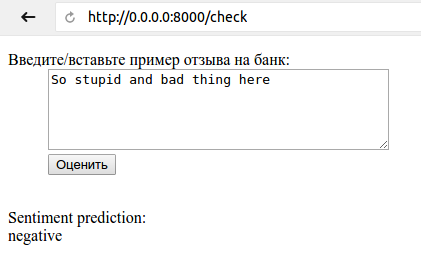 http://0.0.0.0:8000/check
Введите/вставьте пример отзыва на банк:
So stupid and bad thing here
Оценить
Sentiment prediction:
negative